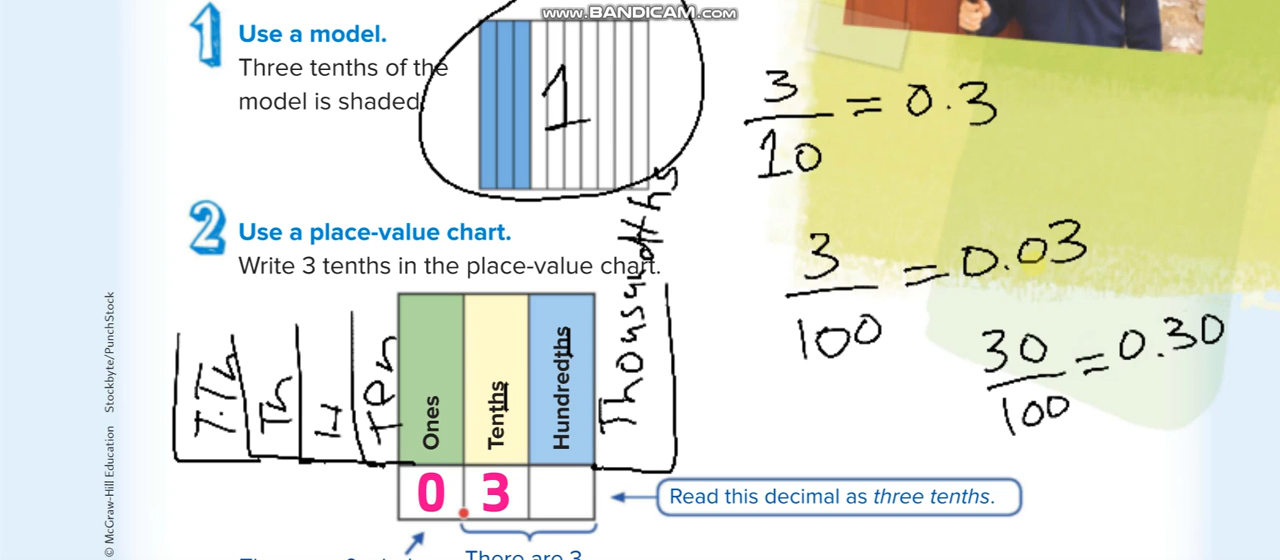 www.BANDICAM.com
1 Use a model.
Three tenths of the
model is shaded.
1
3/10 = 0.3
2 Use a place-value chart.
Write 3 tenths in the place-value chart.
3/100 = 0.03
30/100 = 0.30
T.Th
Th
H
Ten
Ones
Tenths
Hundredths
Thousandths
0.3
Read this decimal as three tenths.
There are 3
© McGraw-Hill Education Stockbyte/PunchStock